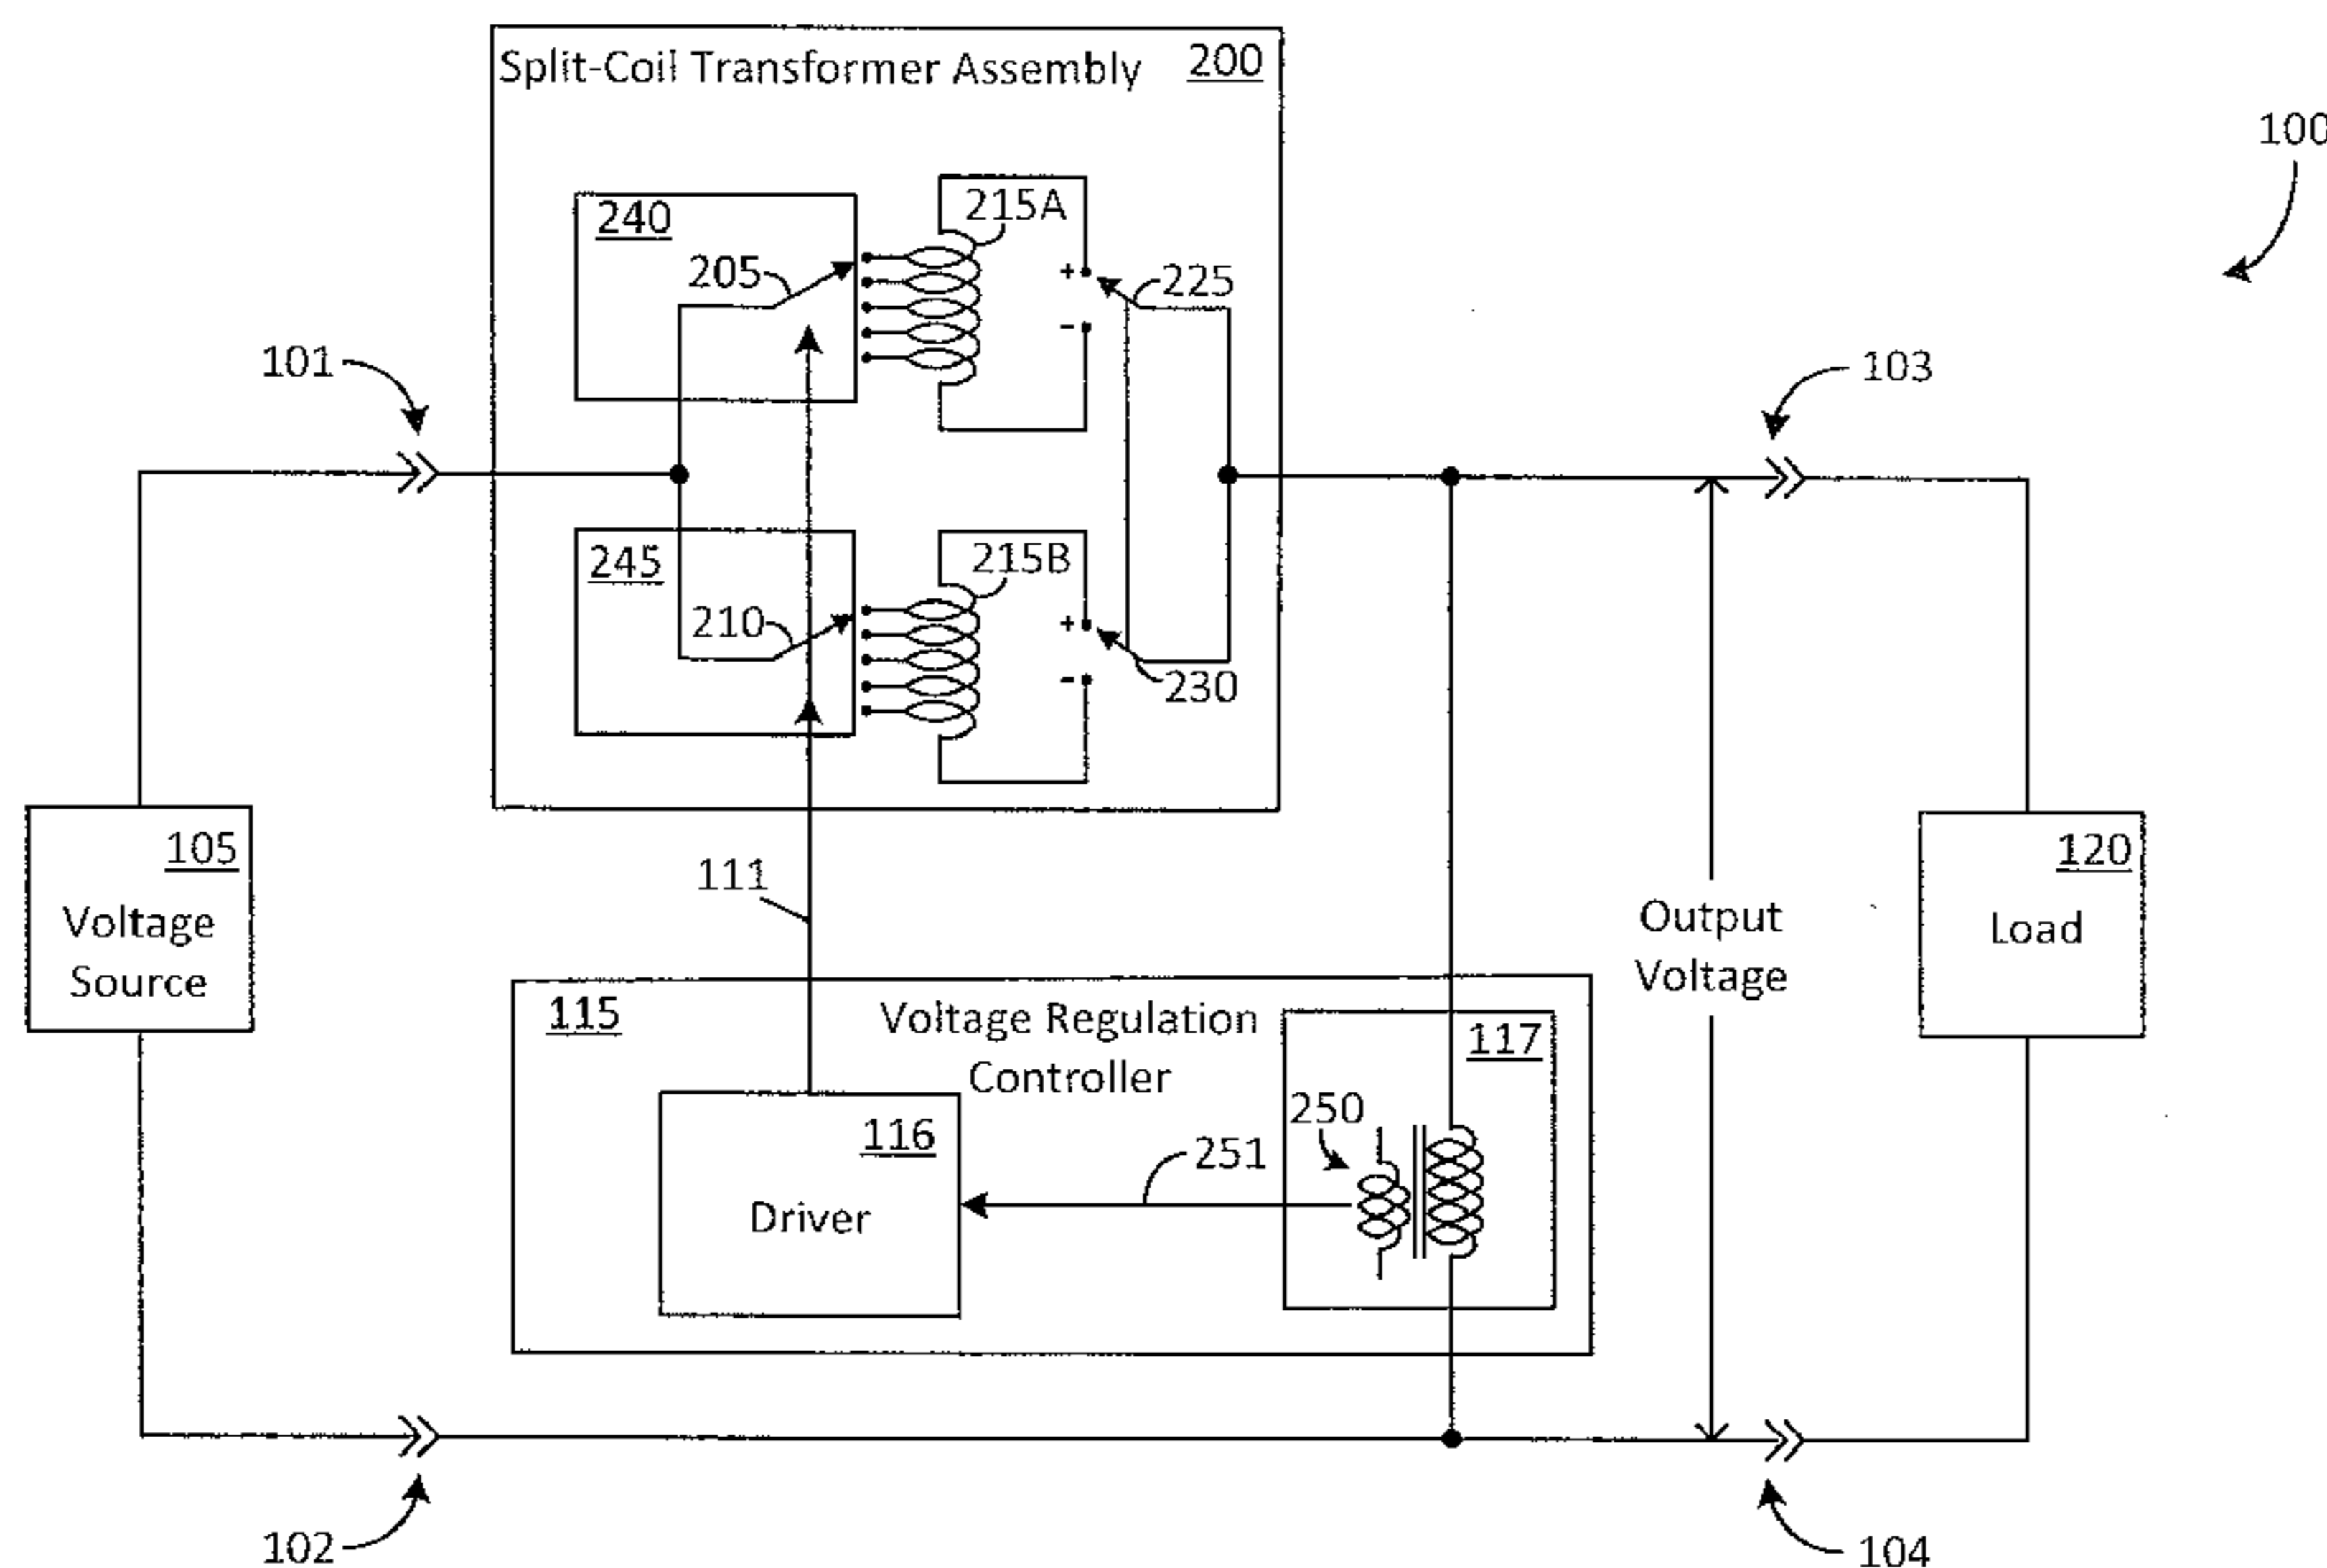 Split-Coil Transformer Assembly 200
100
240
215A
205
+
225
-
101
103
245
215B
210
+
230
-
105
Voltage
Source
111
120
Load
Output
Voltage
115
Voltage Regulation
Controller
117
116
Driver
250
251
102
104